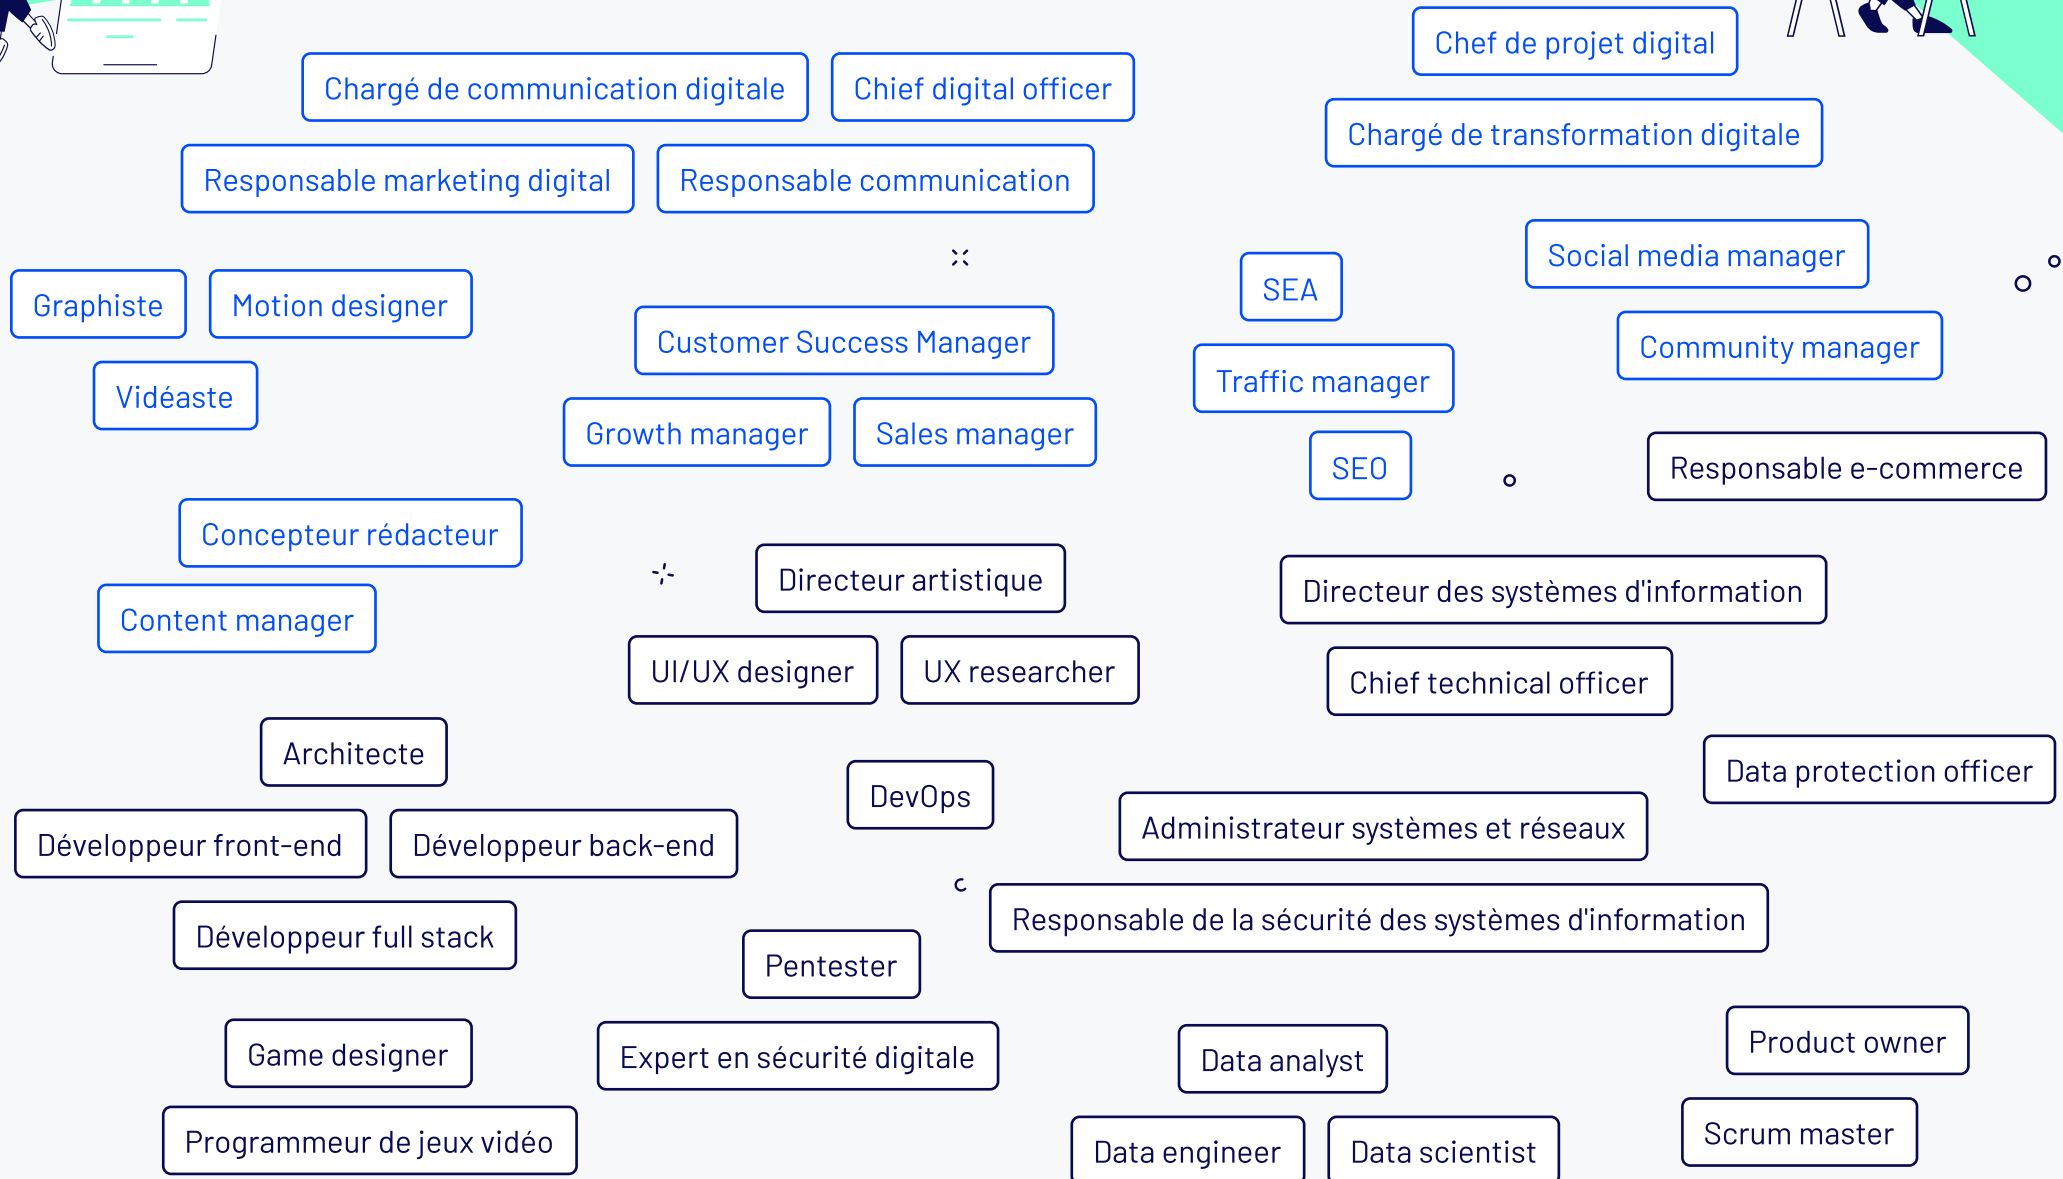 Chef de projet digital
Chargé de communication digitale
Chief digital officer
Chargé de transformation digitale
Responsable marketing digital
Responsable communication
Social media manager
SEA
Graphiste
Motion designer
Customer Success Manager
Community manager
Traffic manager
Vidéaste
Growth manager
Sales manager
SEO
Responsable e-commerce
Concepteur rédacteur
Directeur artistique
Directeur des systèmes d'information
Content manager
UI/UX designer
UX researcher
Chief technical officer
Architecte
Data protection officer
DevOps
Administrateur systèmes et réseaux
Développeur front-end
Développeur back-end
Responsable de la sécurité des systèmes d'information
Développeur full stack
Pentester
Product owner
Game designer
Expert en sécurité digitale
Data analyst
Scrum master
Programmeur de jeux vidéo
Data engineer
Data scientist